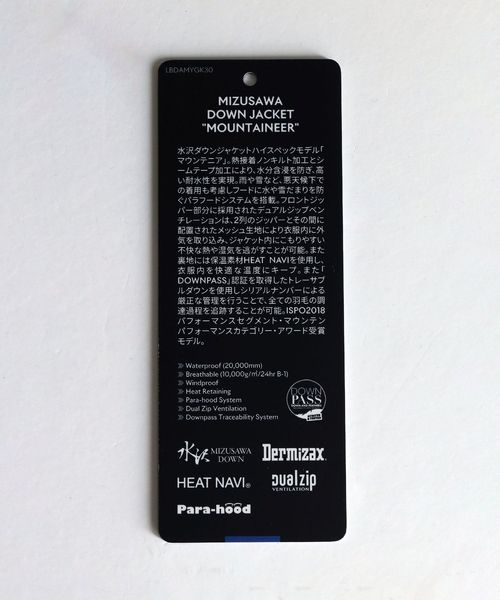 LBDAMYGK30
MIZUSAWA
DOWN JACKET
"MOUNTAINEER"
水沢ダウンジャケットハイスペックモデル「
マウンテニア」。熱接着ノンキルト加工とシ
ームテープ加工により、水分含浸を防ぎ、高
い耐水性を実現。雨や雪など、悪天候下で
の着用も考慮しフードに水や雪だまりを防
ぐパラフードシステムを搭載。フロントジッ
パー部分に採用されたデュアルジップベン
チレーションは、2列のジッパーとその間に
配置されたメッシュ生地により衣服内に外
気を取り込み、ジャケット内にこもりやすい
不快な熱や湿気を逃がすことが可能。また
裏地には保温素材HEAT NAVIを使用し、
衣服内を快適な温度にキープ。また「
DOWNPASS」認証を取得したトレーサブ
ルダウンを使用しシリアルナンバーによる
厳正な管理を行うことで、全ての羽毛の調
達過程を追跡することが可能。ISPO2018
パフォーマンスセグメント・マウンテン
パフォーマンスカテゴリー・アワード受賞
モデル。
Waterproof (20,000mm)
Breathable (10,000g/㎡/24hr B-1)
Windproof
Heat Retaining
Para-hood System
Dual Zip Ventilation
Downpass Traceability System
DOWN
PASS
水沢 MIZUSAWA
DOWN
Dermizax®
HEAT NAVI®
DUALZIP
VENTILATION
Para-hood